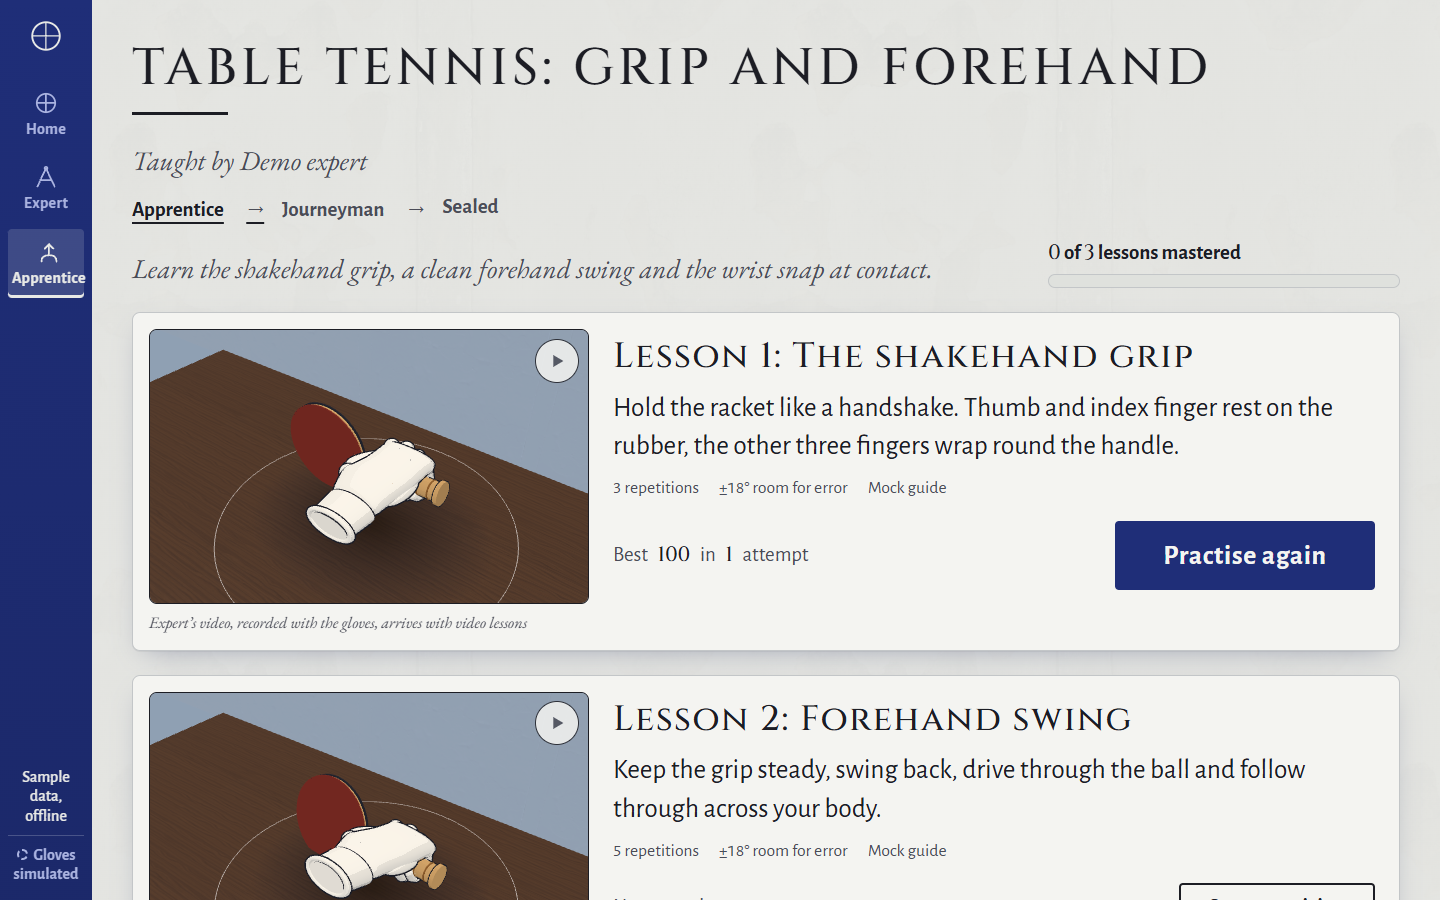 Home
Expert
Apprentice
Sample
data,
offline
Gloves
simulated
TABLE TENNIS: GRIP AND FOREHAND
Taught by Demo expert
Apprentice → Journeyman → Sealed
Learn the shakehand grip, a clean forehand swing and the wrist snap at contact.
0 of 3 lessons mastered
LESSON 1: THE SHAKEHAND GRIP
Hold the racket like a handshake. Thumb and index finger rest on the
rubber, the other three fingers wrap round the handle.
3 repetitions ±18° room for error Mock guide
Best 100 in 1 attempt
Practise again
Expert's video, recorded with the gloves, arrives with video lessons
LESSON 2: FOREHAND SWING
Keep the grip steady, swing back, drive through the ball and follow
through across your body.
5 repetitions ±18° room for error Mock guide